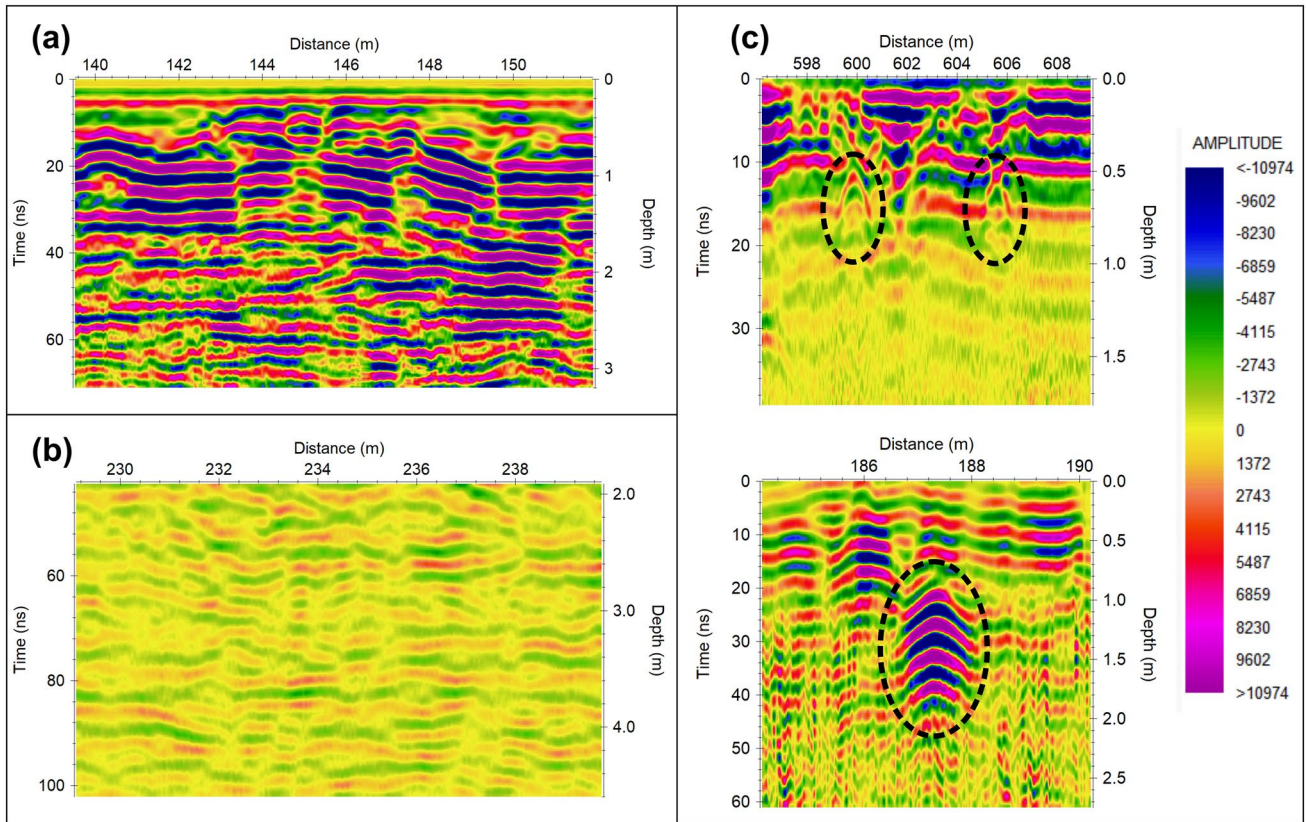 (a)
Distance (m)
140 142 144 146 148 150
0
20
40
60
Time (ns)
0
1
2
3
Depth (m)
(b)
Distance (m)
230 232 234 236 238
60
80
100
Time (ns)
2.0
3.0
4.0
Depth (m)
(c)
Distance (m)
598 600 602 604 606 608
0
10
20
30
Time (ns)
0.0
0.5
1.0
1.5
Depth (m)
Distance (m)
186 188 190
0
10
20
30
40
50
60
Time (ns)
0.0
0.5
1.0
1.5
2.0
2.5
Depth (m)
AMPLITUDE
<-10974
-9602
-8230
-6859
-5487
-4115
-2743
-1372
0
1372
2743
4115
5487
6859
8230
9602
>10974